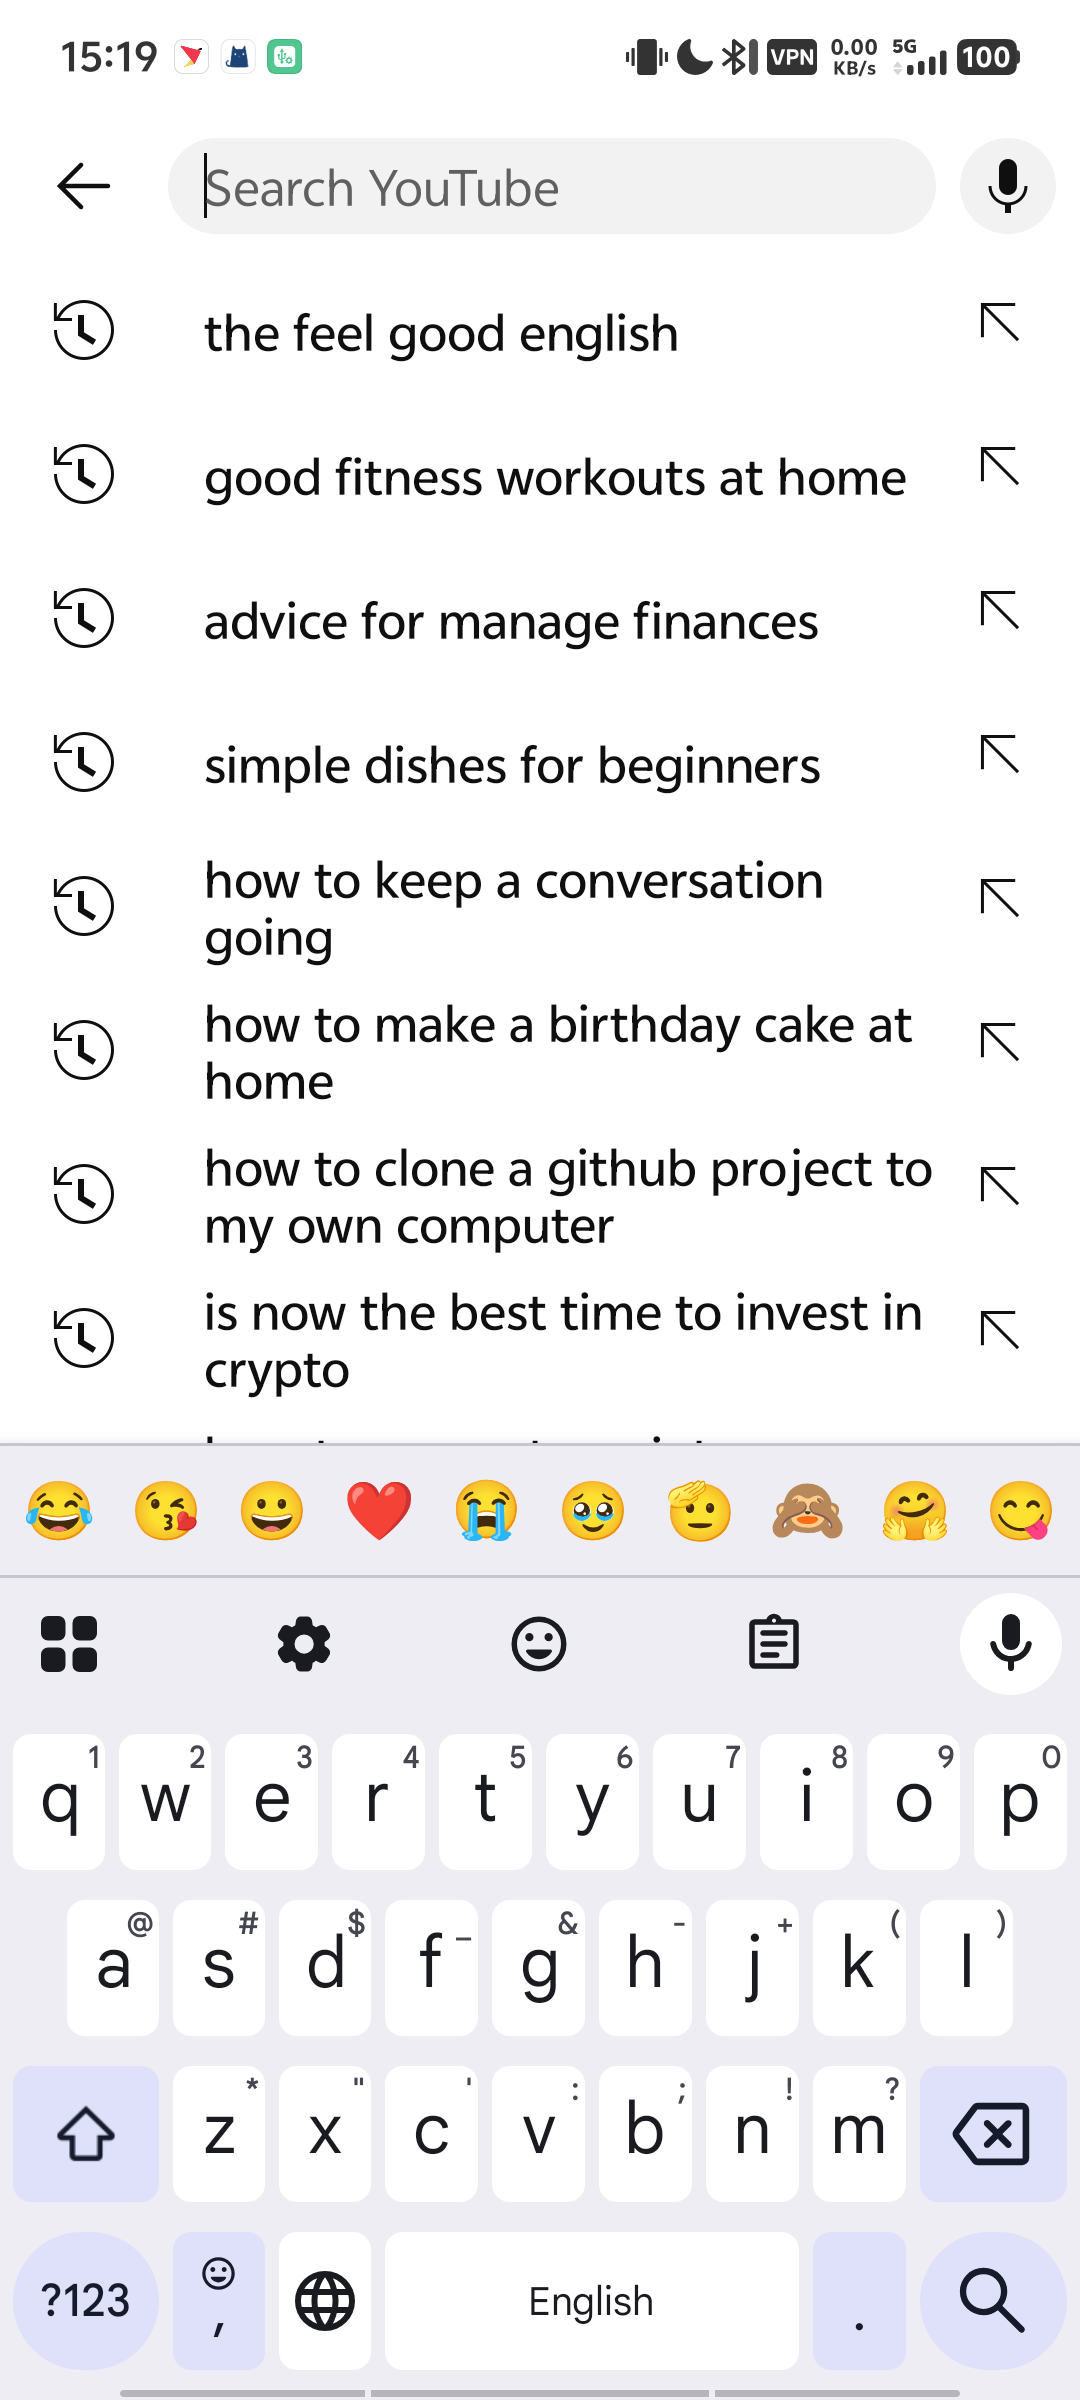 15:19
VPN
0.00
KB/s
5G
100
Search YouTube
the feel good english
good fitness workouts at home
advice for manage finances
simple dishes for beginners
how to keep a conversation
going
how to make a birthday cake at
home
how to clone a github project to
my own computer
is now the best time to invest in
crypto
1 2 3 4 5 6 7 8 9 0
q w e r t y u i o p
@ # $ _ & - + ( )
a s d f g h j k l
* " ' : ; ! ?
z x c v b n m
?123
,
English
.